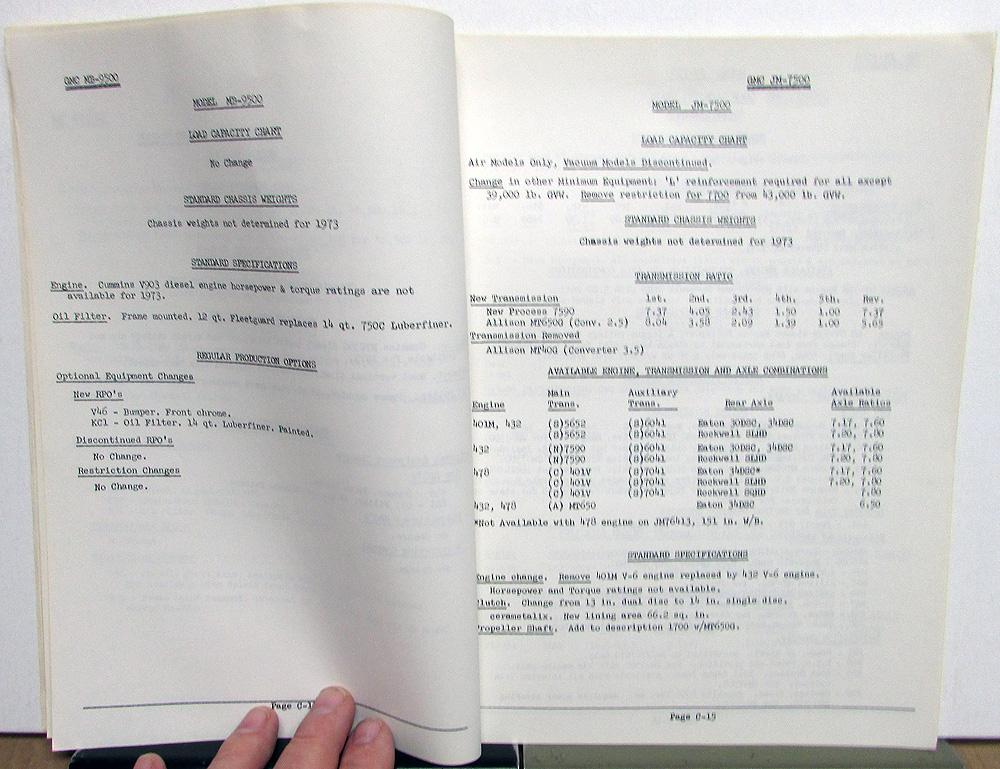 GMC MB-9500
MODEL MB-9500
LOAD CAPACITY CHART
No Change
STANDARD CHASSIS WEIGHTS
Chassis weights not determined for 1973
STANDARD SPECIFICATIONS
Engine. Cummins V903 diesel engine horsepower & torque ratings are not
available for 1973.
Oil Filter. Frame mounted. 12 qt. Fleetguard replaces 14 qt. 750C Luberfiner.
REGULAR PRODUCTION OPTIONS
Optional Equipment Changes
New RPO's
V46 - Bumper. Front chrome.
KC1 - Oil Filter. 14 qt. Luberfiner. Painted.
Discontinued RPO's
No Change.
Restriction Changes
No Change.
Page C-1
GMC JM-7500
MODEL JM-7500
LOAD CAPACITY CHART
Air Models Only, Vacuum Models Discontinued.
Change in other Minimum Equipment: 'L' reinforcement required for all except
39,000 lb. GVW. Remove restriction for 7700 from 43,000 lb. GVW.
STANDARD CHASSIS WEIGHTS
Chassis weights not determined for 1973
TRANSMISSION RATIO
New Transmission 1st. 2nd. 3rd. 4th. 5th. Rev.
New Process 7590 7.37 4.05 2.43 1.50 1.00 7.37
Allison MT650G (Conv. 2.5) 8.04 3.58 2.09 1.39 1.00 5.65
Transmission Removed
Allison MT40G (Converter 3.5)
AVAILABLE ENGINE, TRANSMISSION AND AXLE COMBINATIONS
Main Auxiliary Available
Engine Trans. Trans. Rear Axle Axle Ratios
401M, 432 (S)5652 (S)6041 Eaton 30DSC, 34DSC 7.17, 7.60
(S)5652 (S)6041 Rockwell SLHD 7.20, 7.80
432 (N)7590 (S)6041 Eaton 30DSC, 34DSC 7.17, 7.60
(N)7590 (S)6041 Rockwell SLHD 7.20, 7.80
478 (C) 401V (S)7041 Eaton 34DSC* 7.17, 7.60
(C) 401V (S)7041 Rockwell SLHD 7.20, 7.80
(C) 401V (S)7041 Rockwell SQHD 7.80
432, 478 (A) MT650 Eaton 34DSC 6.50
*Not Available with 478 engine on JM76413, 151 in. W/B.
STANDARD SPECIFICATIONS
Engine change. Remove 401M V-6 engine replaced by 432 V-6 engine.
Horsepower and Torque ratings not available.
Clutch. Change from 13 in. dual disc to 14 in. single disc.
cerametalix. New lining area 66.2 sq. in.
Propeller Shaft. Add to description 1700 w/MT650G.
Page C-15